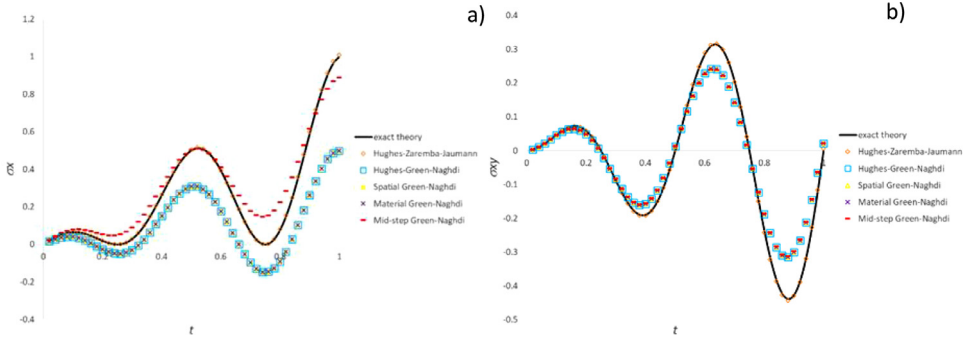 a)
1.2
1
0.8
0.6
0.4
0.2
0
-0.2
-0.4
0 0.2 0.4 0.6 0.8 1
σx
t
exact theory
Hughes-Zaremba-Jaumann
Hughes-Green-Naghdi
Spatial Green-Naghdi
Material Green-Naghdi
Mid-step Green-Naghdi
b)
0.4
0.3
0.2
0.1
0
-0.1
-0.2
-0.3
-0.4
-0.5
0 0.2 0.4 0.6 0.8 1
σxy
t
exact theory
Hughes-Zaremba-Jaumann
Hughes-Green-Naghdi
Spatial Green-Naghdi
Material Green-Naghdi
Mid-step Green-Naghdi